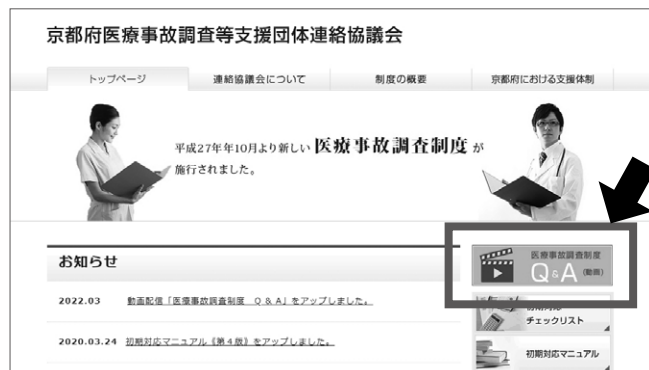 京都府医療事故調査等支援団体連絡協議会
トップページ
連絡協議会について
制度の概要
京都府における支援体制
平成27年年10月より新しい 医療事故調査制度 が
施行されました。
お知らせ
2022.03 動画配信「医療事故調査制度 Q & A」をアップしました。
2020.03.24 初期対応マニュアル《第4版》をアップしました。
医療事故調査制度
Q & A (動画)
初期対応
チェックリスト
初期対応マニュアル